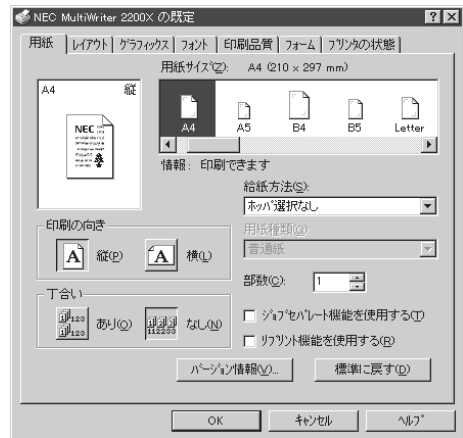 NEC MultiWriter 2200X の既定
用紙 レイアウト グラフィックス フォント 印刷品質 フォーム プリンタの状態
用紙サイズ(Z): A4 (210 x 297 mm)
A4 縦
NEC
A4 A5 B4 B5 Letter
情報: 印刷できます
給紙方法(S):
ホッパ選択なし
用紙種類(Q):
普通紙
印刷の向き
A 縦(P) A 横(L)
部数(C): 1
丁合い
123 123 あり(O) 112233 なし(N)
ジョブセパレート機能を使用する(T)
リプリント機能を使用する(R)
バージョン情報(V)... 標準に戻す(D)
OK キャンセル ヘルプ